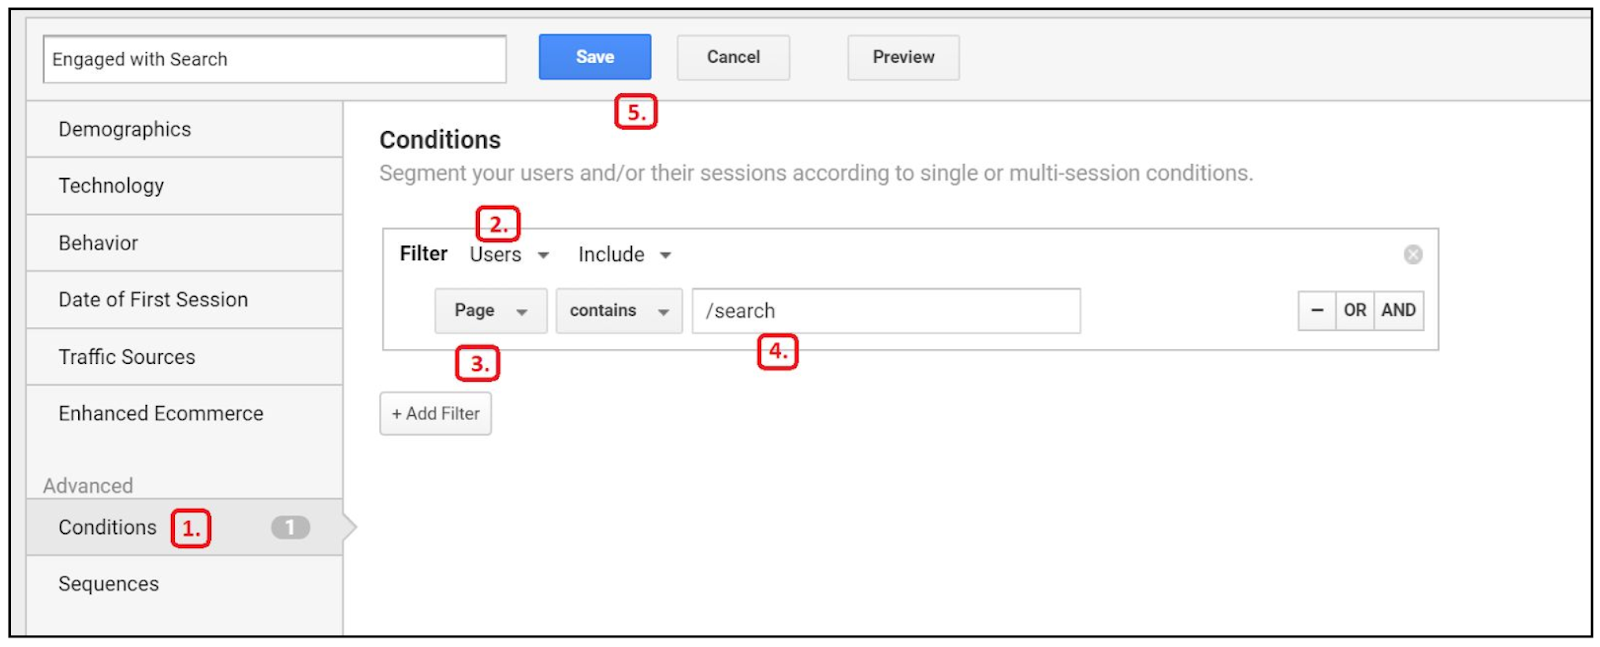 Engaged with Search Save Cancel Preview
5.
Demographics
Technology
Behavior
Date of First Session
Traffic Sources
Enhanced Ecommerce
Advanced
Conditions 1. 1
Sequences
Conditions
Segment your users and/or their sessions according to single or multi-session conditions.
2.
Filter Users Include
Page contains /search – OR AND
3. 4.
+ Add Filter